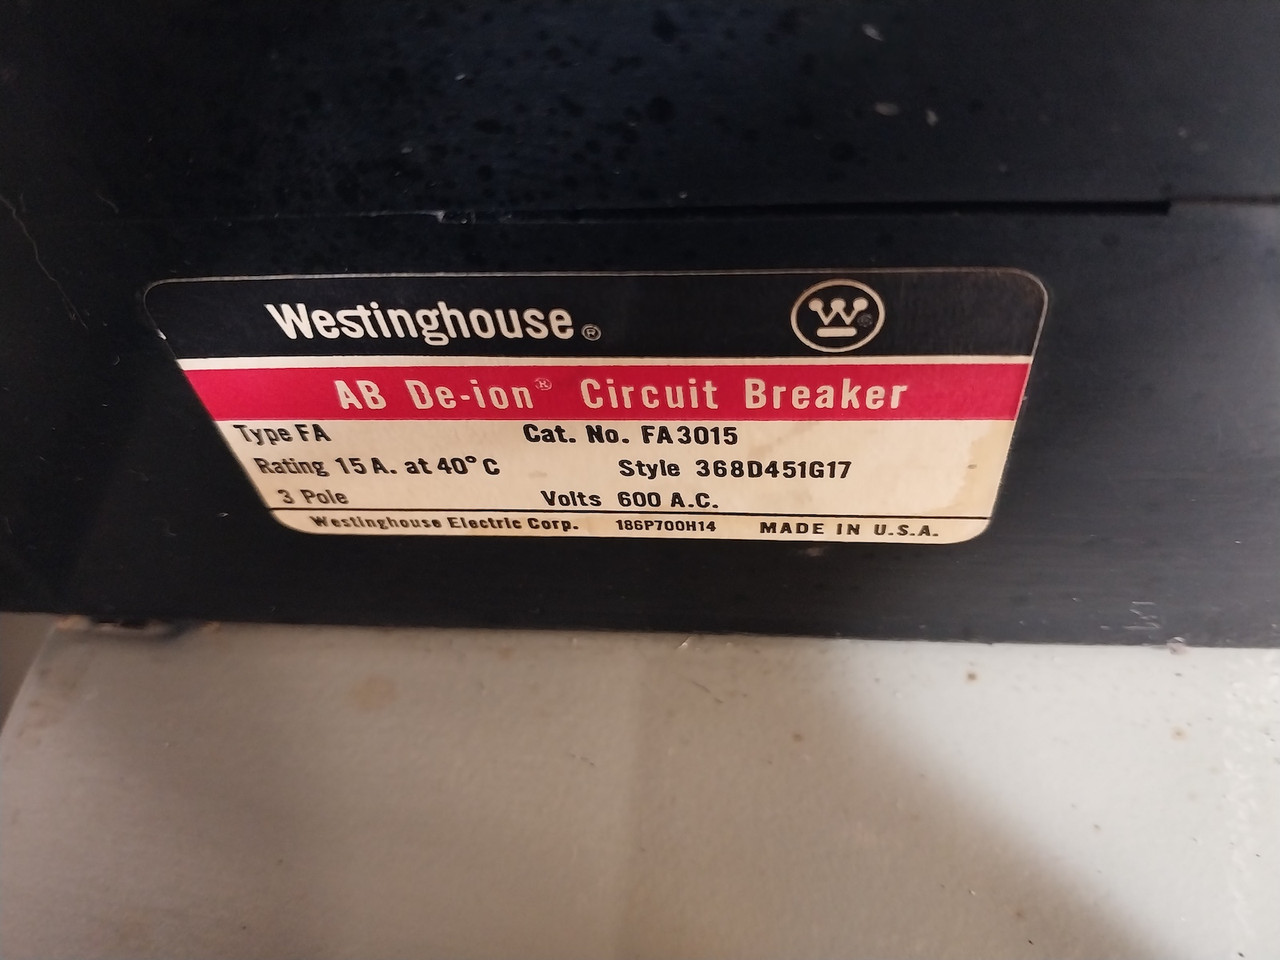 Westinghouse®
W
AB De-ion® Circuit Breaker
Type FA Cat. No. FA3015
Rating 15 A. at 40°C Style 368D451G17
3 Pole Volts 600 A.C.
Westinghouse Electric Corp. 186P700H14 MADE IN U.S.A.